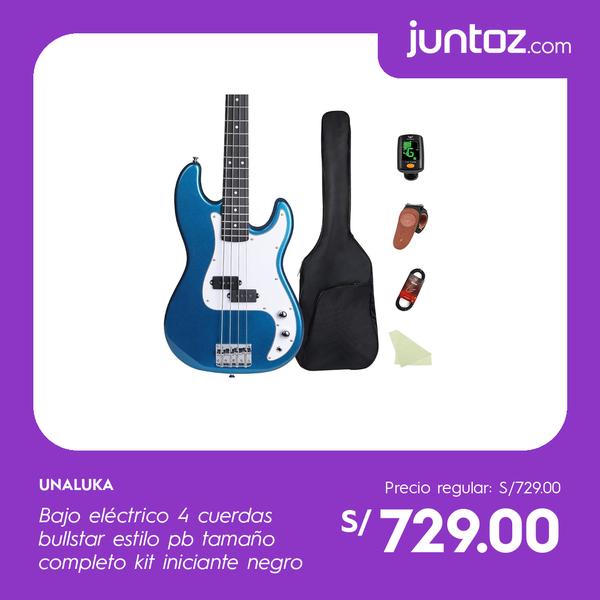 juntoz.com
UNALUKA
Bajo eléctrico 4 cuerdas
bullstar estilo pb tamaño
completo kit iniciante negro
Precio regular: S/729.00
S/ 729.00